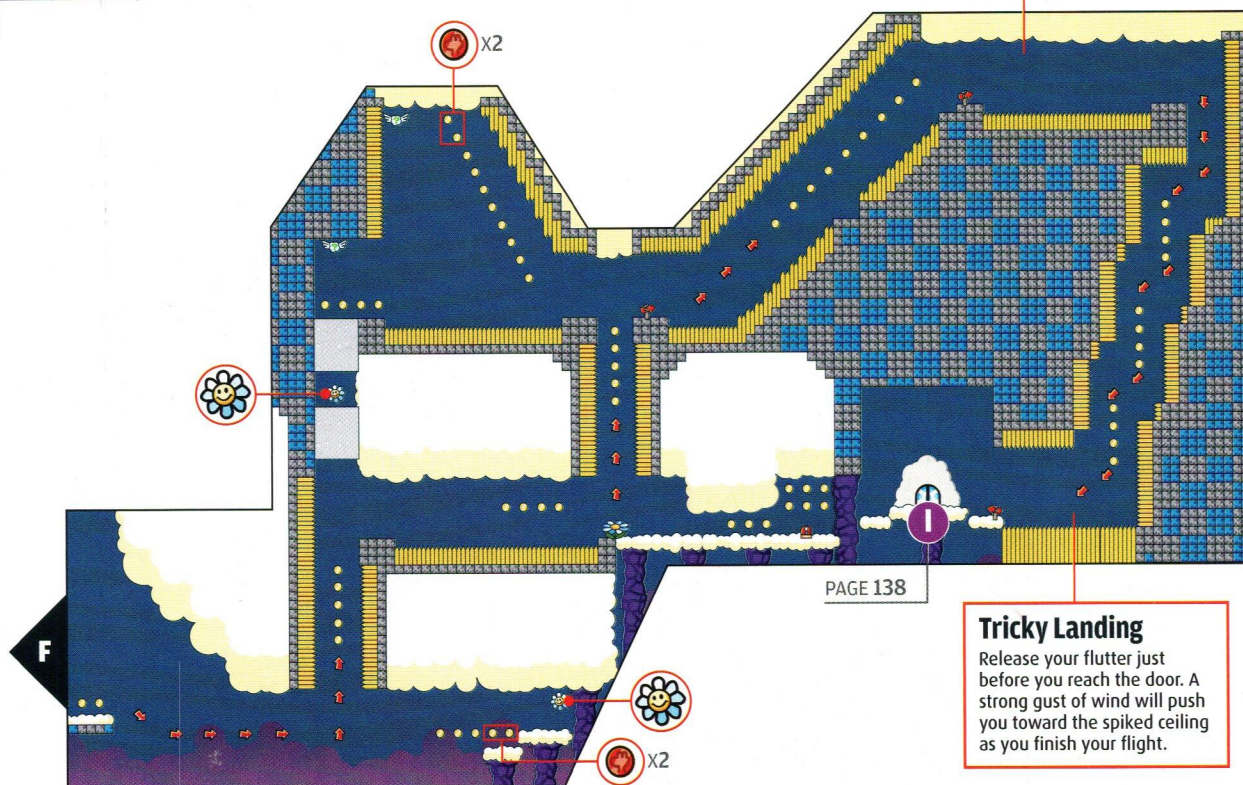 X2
F
I
PAGE 138
X2
Tricky Landing
Release your flutter just
before you reach the door. A
strong gust of wind will push
you toward the spiked ceiling
as you finish your flight.